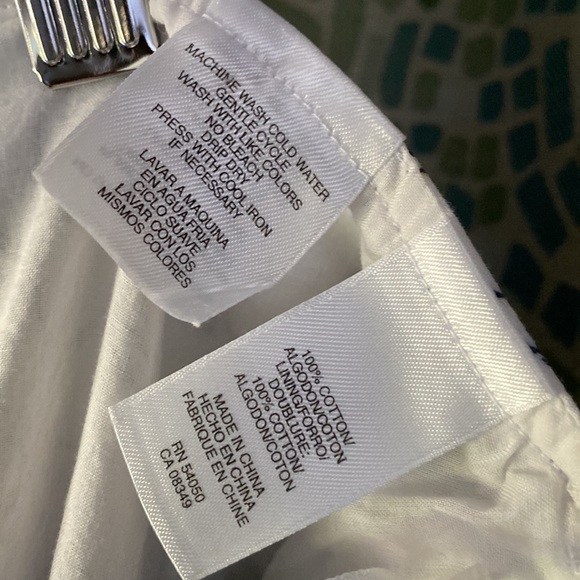 MACHINE WASH COLD WATER
GENTLE CYCLE
WASH WITH LIKE COLORS
NO BLEACH
DRIP DRY
PRESS WITH COOL IRON
IF NECESSARY
LAVAR A MAQUINA
EN AGUA FRIA
CICLO SUAVE
LAVAR CONTOS
MISMOS COLORES
100% COTTON/
ALGODON/COTON
LINING/FORRO/
DOUBLURE:
100% COTTON/
ALGODON/COTON
MADE IN CHINA
HECHO EN CHINA
FABRIQUE EN CHINE
RN 54050
CA 08349